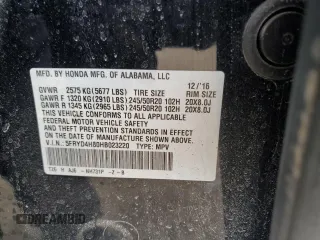 MFD. BY HONDA MFG. OF ALABAMA, LLC
12/'16
GVWR 2575 KG(5677 LBS) TIRE SIZE RIM SIZE
GAWR F 1320 KG(2910 LBS) 245/50R20 102H 20X8.0J
GAWR R 1345 KG(2965 LBS) 245/50R20 102H 20X8.0J
THIS VEHICLE CONFORMS TO ALL APPLICABLE
FEDERAL MOTOR VEHICLE SAFETY
AND THEFT PREVENTION STANDARDS IN EFFECT
ON THE DATE OF MANUFACTURE SHOWN ABOVE.
V.I.N.: 5FRYD4H80HB023220 TYPE: MPV